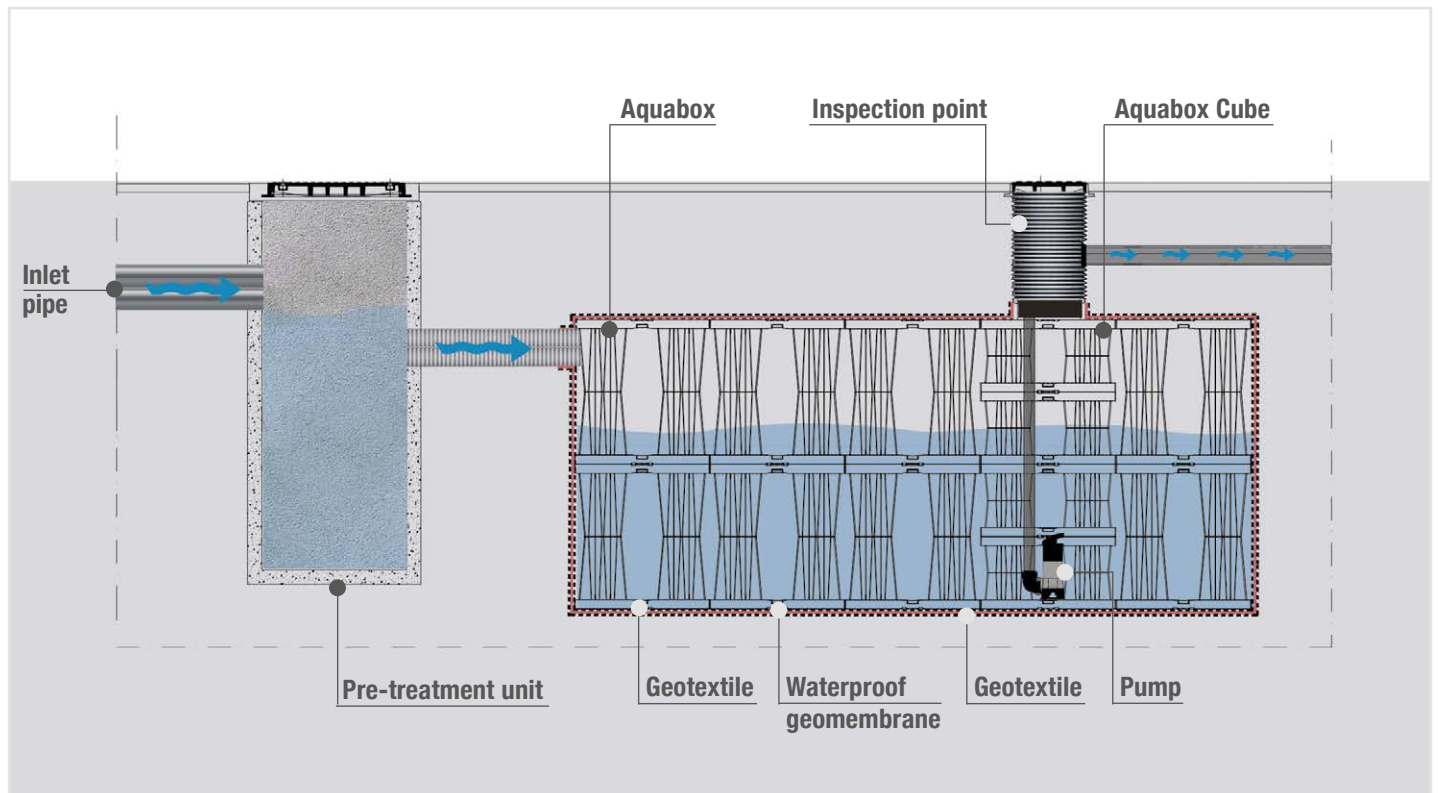 Aquabox
Inspection point
Aquabox Cube
Inlet
pipe
Pre-treatment unit
Geotextile
Waterproof
geomembrane
Geotextile
Pump